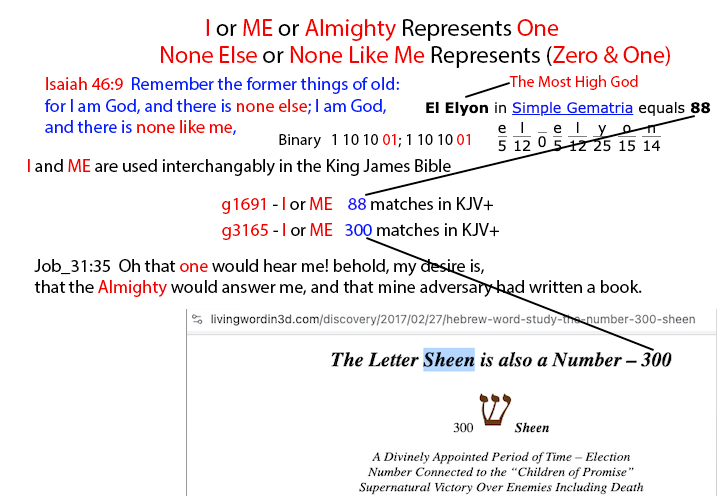 I or ME or Almighty Represents One
None Else or None Like Me Represents (Zero & One)
Isaiah 46:9 Remember the former things of old:
for I am God, and there is none else; I am God,
and there is none like me,
The Most High God
El Elyon in Simple Gematria equals 88
e l _ e l y o n
5 12 0 5 12 25 15 14
Binary 1 10 10 01; 1 10 10 01
I and ME are used interchangably in the King James Bible
g1691 - I or ME 88 matches in KJV+
g3165 - I or ME 300 matches in KJV+
Job_31:35 Oh that one would hear me! behold, my desire is,
that the Almighty would answer me, and that mine adversary had written a book.
livingwordin3d.com/discovery/2017/02/27/hebrew-word-study-the-number-300-sheen
The Letter Sheen is also a Number – 300
300 שׁ Sheen
A Divinely Appointed Period of Time – Election
Number Connected to the “Children of Promise”
Supernatural Victory Over Enemies Including Death